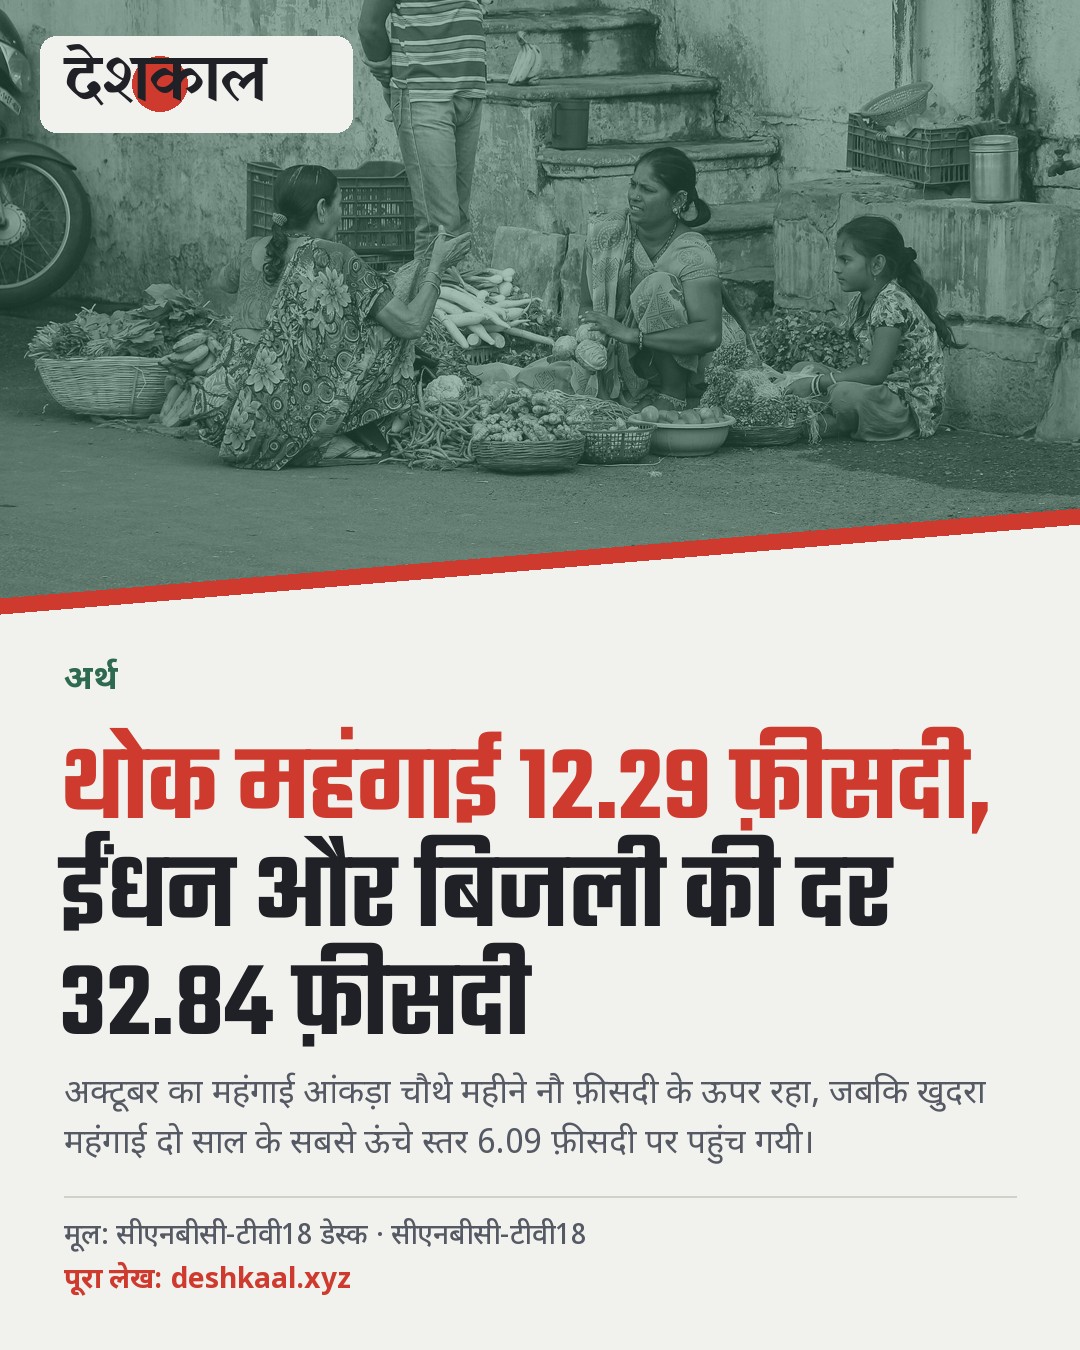 देशकाल
अर्थ
थोक महंगाई 12.29 फ़ीसदी,
ईंधन और बिजली की दर
32.84 फ़ीसदी
अक्टूबर का महंगाई आंकड़ा चौथे महीने नौ फ़ीसदी के ऊपर रहा, जबकि खुदरा
महंगाई दो साल के सबसे ऊंचे स्तर 6.09 फ़ीसदी पर पहुंच गयी।
मूल: सीएनबीसी-टीवी18 डेस्क · सीएनबीसी-टीवी18
पूरा लेख: deshkaal.xyz